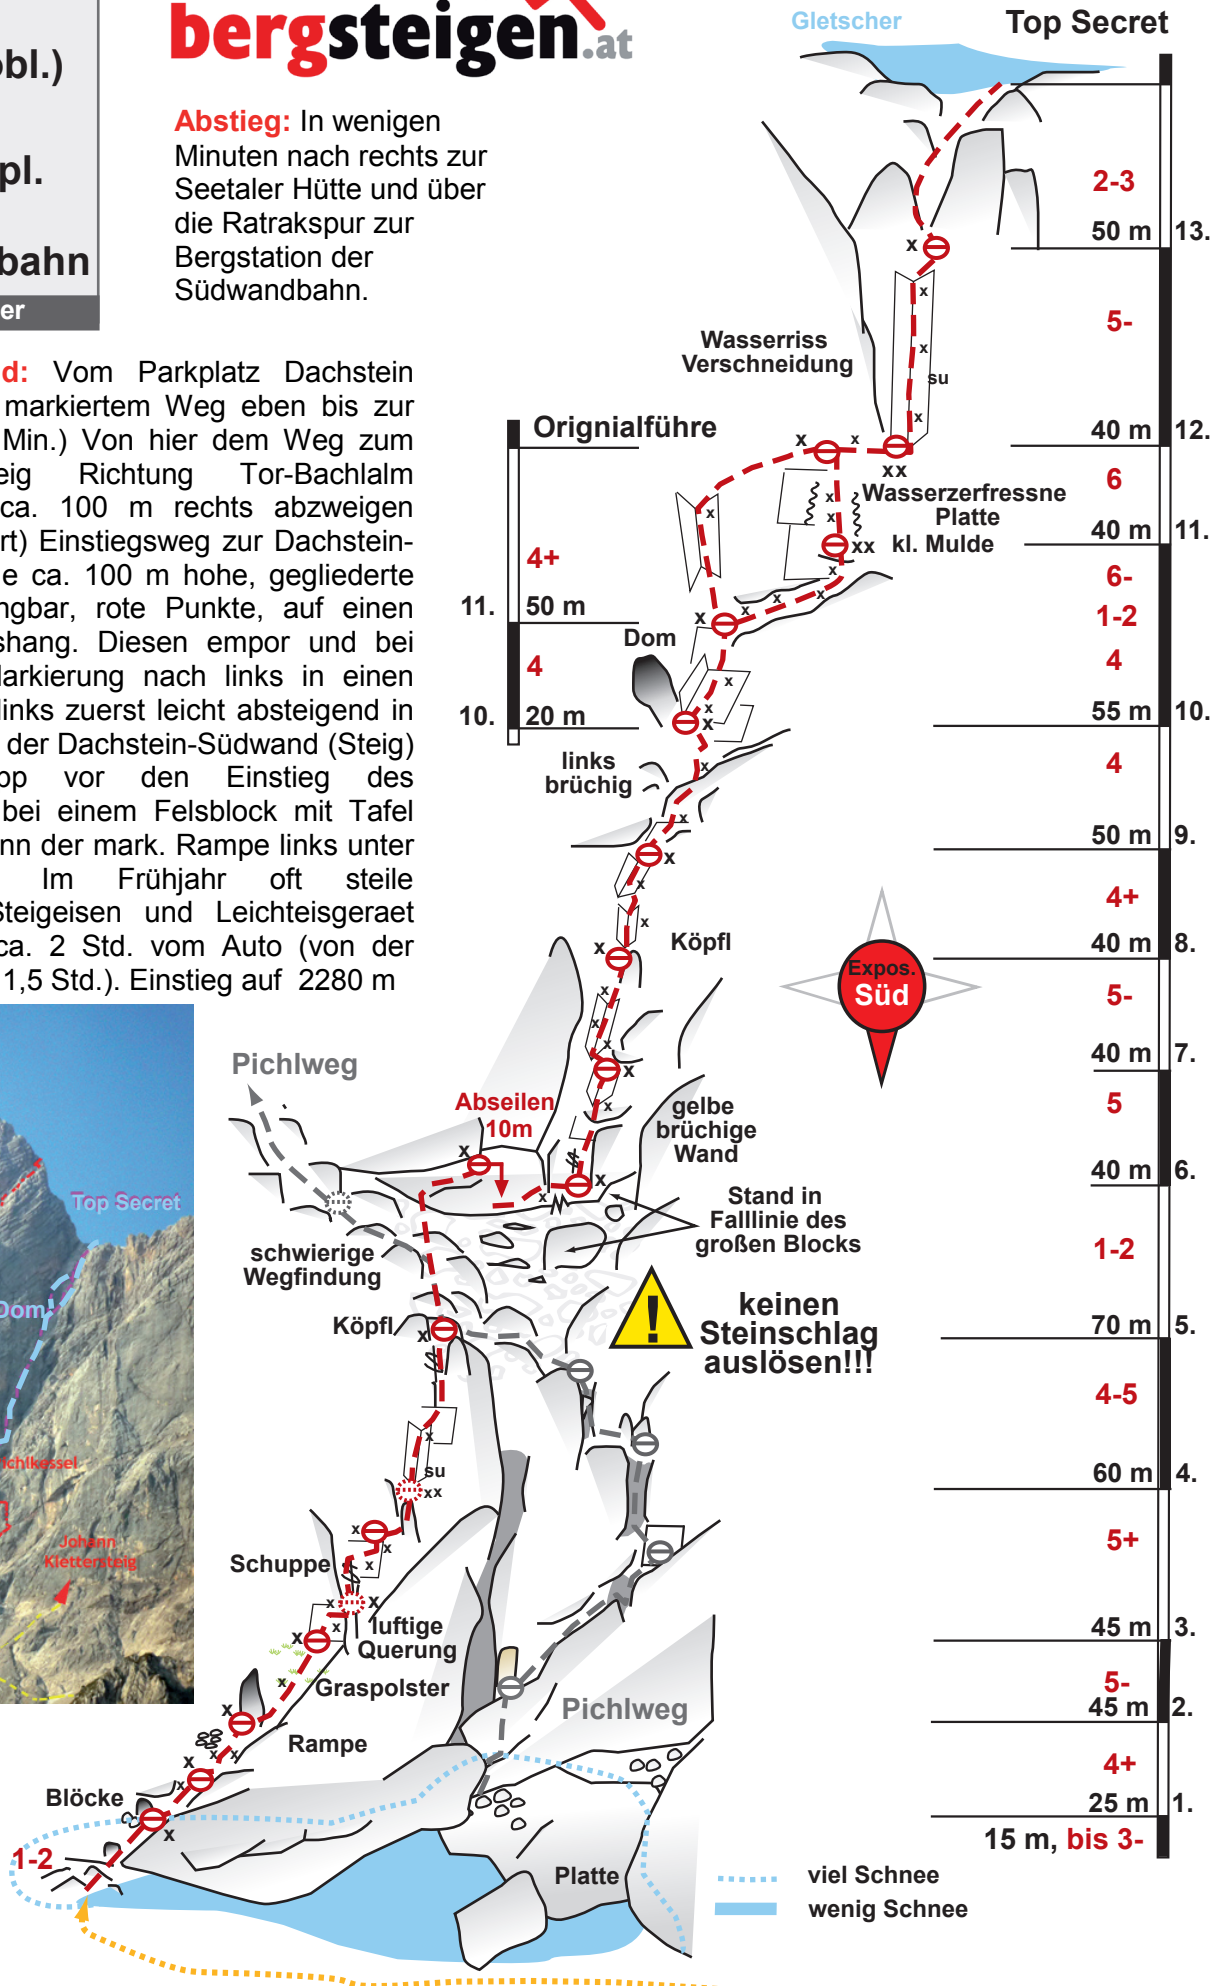 obl.)
pl.
bahn
er
bergsteigen.at
Abstieg: In wenigen
Minuten nach rechts zur
Seetaler Hütte und über
die Ratrakspur zur
Bergstation der
Südwandbahn.
d: Vom Parkplatz Dachstein
markiertem Weg eben bis zur
Min.) Von hier dem Weg zum
eig Richtung Tor-Bachlalm
ca. 100 m rechts abzweigen
rt) Einstiegsweg zur Dachstein-
e ca. 100 m hohe, gegliederte
ngbar, rote Punkte, auf einen
shang. Diesen empor und bei
Markierung nach links in einen
links zuerst leicht absteigend in
der Dachstein-Südwand (Steig)
pp vor den Einstieg des
bei einem Felsblock mit Tafel
nn der mark. Rampe links unter
Im Frühjahr oft steile
Steigeisen und Leichteisgeraet
ca. 2 Std. vom Auto (von der
1,5 Std.). Einstieg auf 2280 m
Gletscher
Top Secret
2-3
50 m 13.
5-
Wasserriss
Verschneidung
su
40 m 12.
xx
6
Wasserzerfressne
Platte
40 m 11.
xx kl. Mulde
6-
1-2
4
55 m 10.
4
50 m 9.
4+
40 m 8.
5-
40 m 7.
5
40 m 6.
1-2
70 m 5.
4-5
60 m 4.
5+
45 m 3.
5-
45 m 2.
4+
25 m 1.
15 m, bis 3-
Orignialführe
4+
11. 50 m
4
10. 20 m
Dom
links
brüchig
Köpfl
Expos.
Süd
Pichlweg
Abseilen
10m
gelbe
brüchige
Wand
Stand in
Falllinie des
großen Blocks
schwierige
Wegfindung
Köpfl
!
keinen
Steinschlag
auslösen!!!
su
xx
Schuppe
luftige
Querung
Graspolster
Pichlweg
Rampe
Blöcke
1-2
Platte
viel Schnee
wenig Schnee
Top Secret
Dom
ichlkessel
Johann
Klettersteig